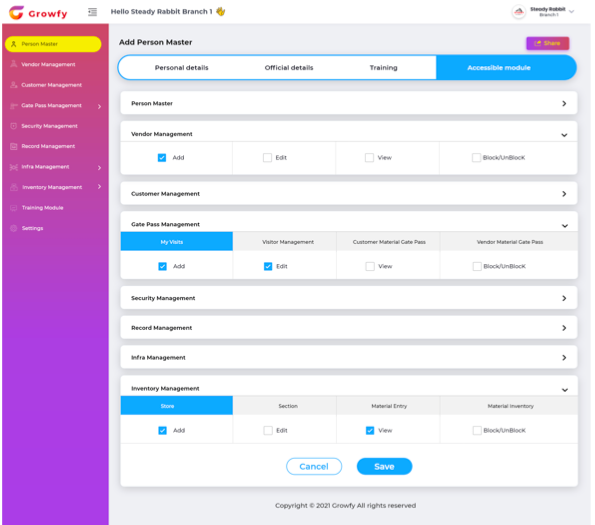 Growfy
Hello Steady Rabbit Branch 1 👋
Steady Rabbit
Branch-1
Person Master
Vendor Management
Customer Management
Gate Pass Management
Security Management
Record Management
Infra Management
Inventory Management
Training Module
Settings
Add Person Master
Share
Personal details Official details Training Accessible module
Person Master
Vendor Management
Add Edit View Block/UnBlocK
Customer Management
Gate Pass Management
My Visits Visitor Management Customer Material Gate Pass Vendor Material Gate Pass
Add Edit View Block/UnBlocK
Security Management
Record Management
Infra Management
Inventory Management
Store Section Material Entry Material Inventory
Add Edit View Block/UnBlocK
Cancel Save
Copyright © 2021 Growfy All rights reserved